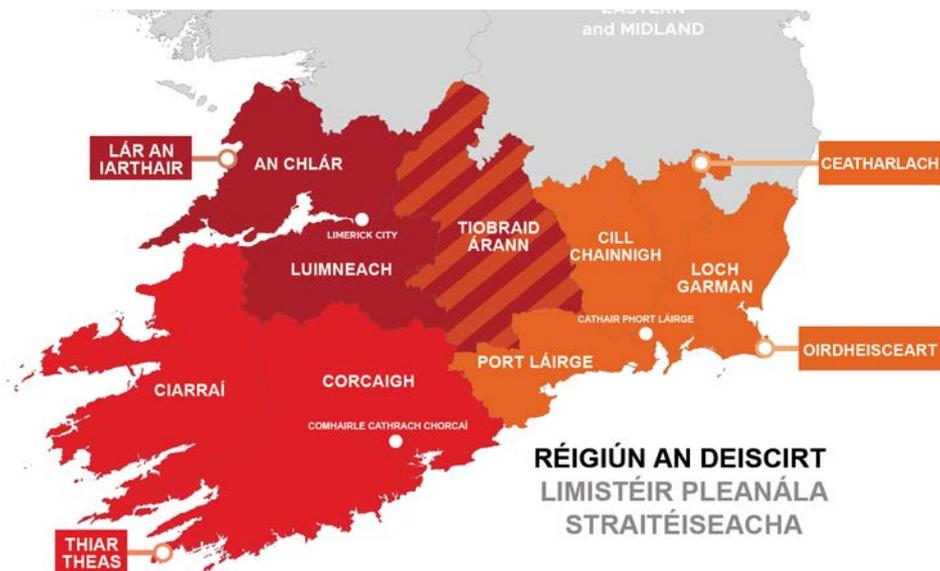 EASTERN
and MIDLAND
LÁR AN
IARTHAIR
AN CHLÁR
CEATHARLACH
LIMERICK CITY
TIOBRAID
ÁRANN
CILL
CHAINNIGH
LUIMNEACH
LOCH
GARMAN
CATHAIR PHORT LÁIRGE
OIRDHEISCEART
PORT LÁIRGE
CIARRAÍ
CORCAIGH
COMHAIRLE CATHRACH CHORCAÍ
RÉIGIÚN AN DEISCIRT
LIMISTÉIR PLEANÁLA
STRAITÉISEACHA
THIAR
THEAS